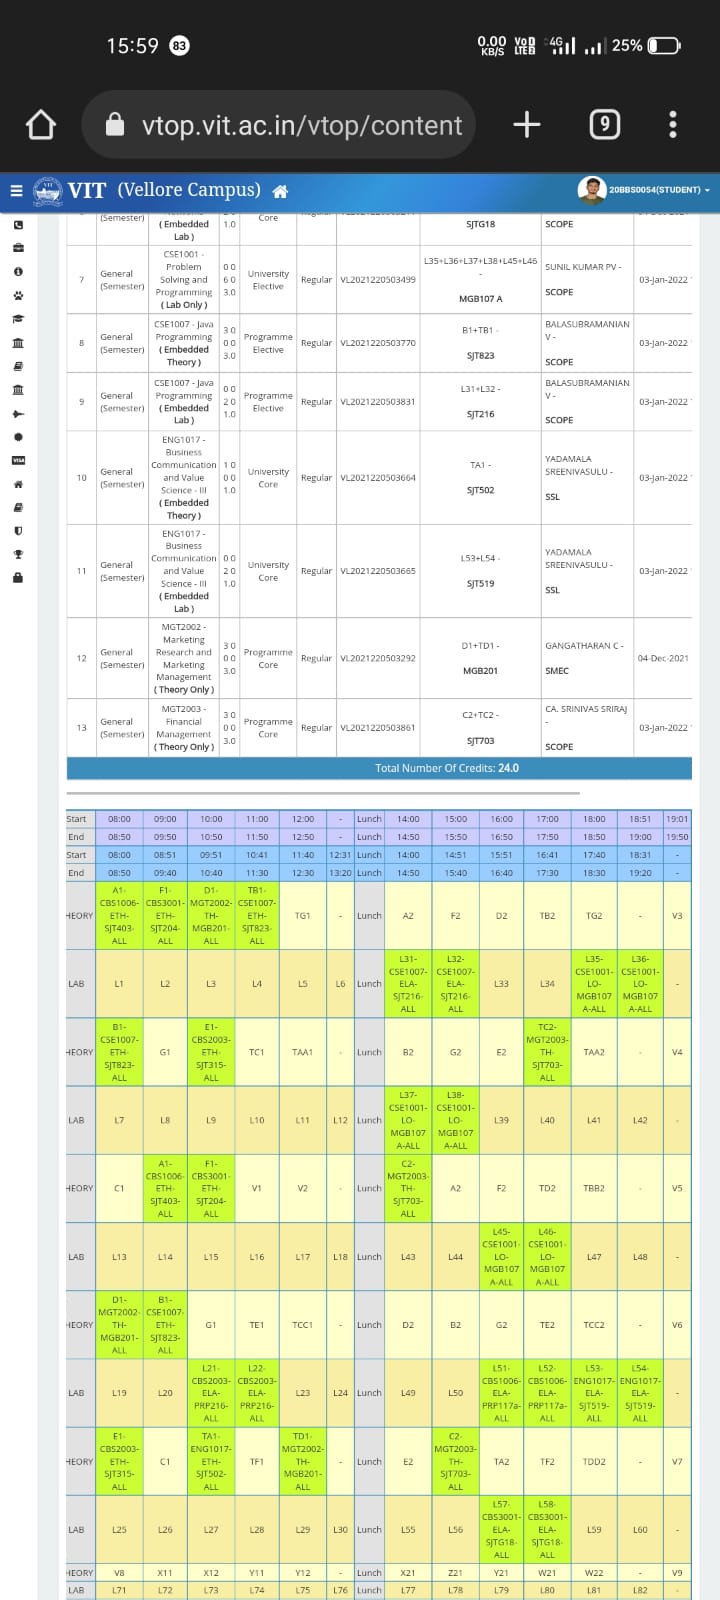 15:59 83 0.00 KB/S VoD LTE 4G 25%
vtop.vit.ac.in/vtop/content 9
VIT (Vellore Campus) 20BBS0054(STUDENT)
(Semester) ( Embedded Lab ) 1.0 Core SJTG18 SCOPE
7 General (Semester) CSE1001 - Problem Solving and Programming ( Lab Only ) 0 0 6 0 3.0 University Elective Regular VL2021220503499 L35+L36+L37+L38+L45+L46 - MGB107 A SUNIL KUMAR PV - SCOPE 03-Jan-2022
8 General (Semester) CSE1007 - Java Programming ( Embedded Theory ) 3 0 0 0 3.0 Programme Elective Regular VL2021220503770 B1+TB1 - SJT823 BALASUBRAMANIAN V - SCOPE 03-Jan-2022
9 General (Semester) CSE1007 - Java Programming ( Embedded Lab ) 0 0 2 0 1.0 Programme Elective Regular VL2021220503831 L31+L32 - SJT216 BALASUBRAMANIAN V - SCOPE 03-Jan-2022
10 General (Semester) ENG1017 - Business Communication and Value Science - III ( Embedded Theory ) 1 0 0 0 1.0 University Core Regular VL2021220503664 TA1 - SJT502 YADAMALA SREENIVASULU - SSL 03-Jan-2022
11 General (Semester) ENG1017 - Business Communication and Value Science - III ( Embedded Lab ) 0 0 2 0 1.0 University Core Regular VL2021220503665 L53+L54 - SJT519 YADAMALA SREENIVASULU - SSL 03-Jan-2022
12 General (Semester) MGT2002 - Marketing Research and Marketing Management ( Theory Only ) 3 0 0 0 3.0 Programme Core Regular VL2021220503292 D1+TD1 - MGB201 GANGATHARAN C - SMEC 04-Dec-2021
13 General (Semester) MGT2003 - Financial Management ( Theory Only ) 3 0 0 0 3.0 Programme Core Regular VL2021220503861 C2+TC2 - SJT703 CA. SRINIVAS SRIRAJ - SCOPE 03-Jan-2022
Total Number Of Credits: 24.0
Start 08:00 09:00 10:00 11:00 12:00 - Lunch 14:00 15:00 16:00 17:00 18:00 18:51 19:01
End 08:50 09:50 10:50 11:50 12:50 - Lunch 14:50 15:50 16:50 17:50 18:50 19:00 19:50
Start 08:00 08:51 09:51 10:41 11:40 12:31 Lunch 14:00 14:51 15:51 16:41 17:40 18:31 -
End 08:50 09:40 10:40 11:30 12:30 13:20 Lunch 14:50 15:40 16:40 17:30 18:30 19:20 -
HEORY A1-CBS1006-ETH-SJT403-ALL F1-CBS3001-ETH-SJT204-ALL D1-MGT2002-TH-MGB201-ALL TB1-CSE1007-ETH-SJT823-ALL TG1 - Lunch A2 F2 D2 TB2 TG2 - V3
LAB L1 L2 L3 L4 L5 L6 Lunch L31-CSE1007-ELA-SJT216-ALL L32-CSE1007-ELA-SJT216-ALL L33 L34 L35-CSE1001-LO-MGB107 A-ALL L36-CSE1001-LO-MGB107 A-ALL -
HEORY B1-CSE1007-ETH-SJT823-ALL G1 E1-CBS2003-ETH-SJT315-ALL TC1 TAA1 - Lunch B2 G2 E2 TC2-MGT2003-TH-SJT703-ALL TAA2 - V4
LAB L7 L8 L9 L10 L11 L12 Lunch L37-CSE1001-LO-MGB107 A-ALL L38-CSE1001-LO-MGB107 A-ALL L39 L40 L41 L42 -
HEORY C1 A1-CBS1006-ETH-SJT403-ALL F1-CBS3001-ETH-SJT204-ALL V1 V2 - Lunch C2-MGT2003-TH-SJT703-ALL A2 F2 TD2 TBB2 - V5
LAB L13 L14 L15 L16 L17 L18 Lunch L43 L44 L45-CSE1001-LO-MGB107 A-ALL L46-CSE1001-LO-MGB107 A-ALL L47 L48 -
HEORY D1-MGT2002-TH-MGB201-ALL B1-CSE1007-ETH-SJT823-ALL G1 TE1 TCC1 - Lunch D2 B2 G2 TE2 TCC2 - V6
LAB L19 L20 L21-CBS2003-ELA-PRP216-ALL L22-CBS2003-ELA-PRP216-ALL L23 L24 Lunch L49 L50 L51-CBS1006-ELA-PRP117a-ALL L52-CBS1006-ELA-PRP117a-ALL L53-ENG1017-ELA-SJT519-ALL L54-ENG1017-ELA-SJT519-ALL -
HEORY E1-CBS2003-ETH-SJT315-ALL C1 TA1-ENG1017-ETH-SJT502-ALL TF1 TD1-MGT2002-TH-MGB201-ALL - Lunch E2 C2-MGT2003-TH-SJT703-ALL TA2 TF2 TDD2 - V7
LAB L25 L26 L27 L28 L29 L30 Lunch L55 L56 L57-CBS3001-ELA-SJTG18-ALL L58-CBS3001-ELA-SJTG18-ALL L59 L60 -
HEORY V8 X11 X12 Y11 Y12 - Lunch X21 Z21 Y21 W21 W22 - V9
LAB L71 L72 L73 L74 L75 L76 Lunch L77 L78 L79 L80 L81 L82 -